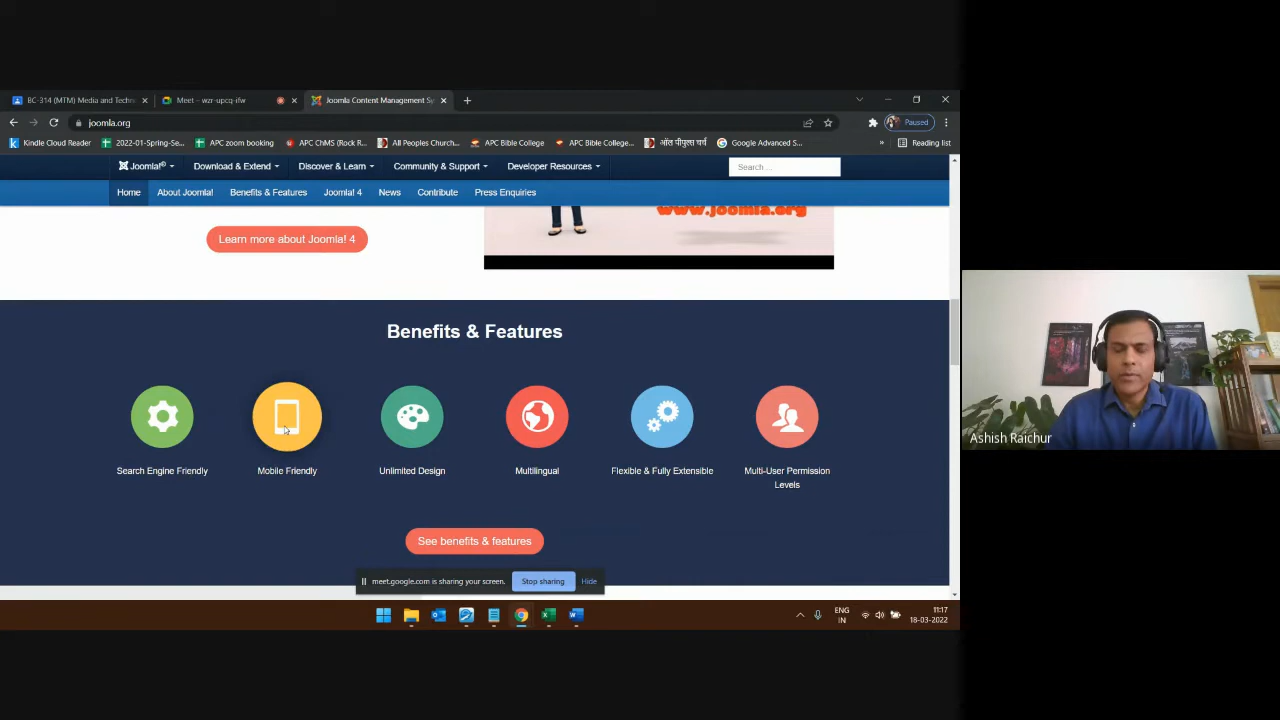 BC-314 (MTM) Media and Techn
Meet – wzr-upcq-ifw
Joomla Content Management Sy
joomla.org
Paused
Kindle Cloud Reader
2022-01-Spring-Se...
APC zoom booking
APC ChMS (Rock R...
All Peoples Church...
APC Bible College
APC Bible College...
ऑल पीपुल्स चर्च
Google Advanced S...
»
Reading list
Joomla!®
Download & Extend
Discover & Learn
Community & Support
Developer Resources
Search ...
Home
About Joomla!
Benefits & Features
Joomla! 4
News
Contribute
Press Enquiries
www.joomla.org
Learn more about Joomla! 4
Benefits & Features
Search Engine Friendly
Mobile Friendly
Unlimited Design
Multilingual
Flexible & Fully Extensible
Multi-User Permission
Levels
See benefits & features
meet.google.com is sharing your screen.
Stop sharing
Hide
ENG
IN
11:17
18-03-2022
Ashish Raichur